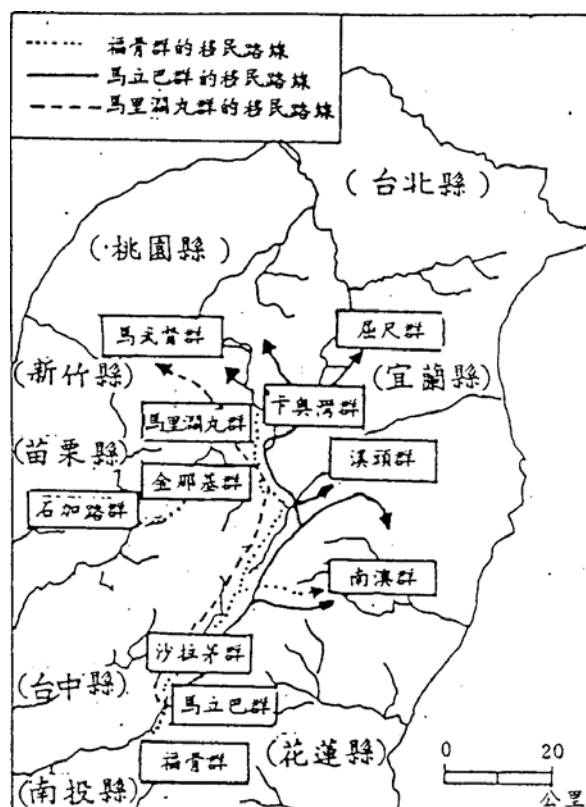 福骨群的移民路線
馬立巴群的移民路線
馬里濶丸群的移民路線
(台北縣)
(桃園縣)
馬武督群
屈尺群
(新竹縣)
(宜蘭縣)
卡奧灣群
馬里濶丸群
(苗栗縣)
溪頭群
金那基群
石加路群
南澳群
沙拉茅群
(台中縣)
馬立巴群
福骨群
(花蓮縣)
(南投縣)
0 20
公里